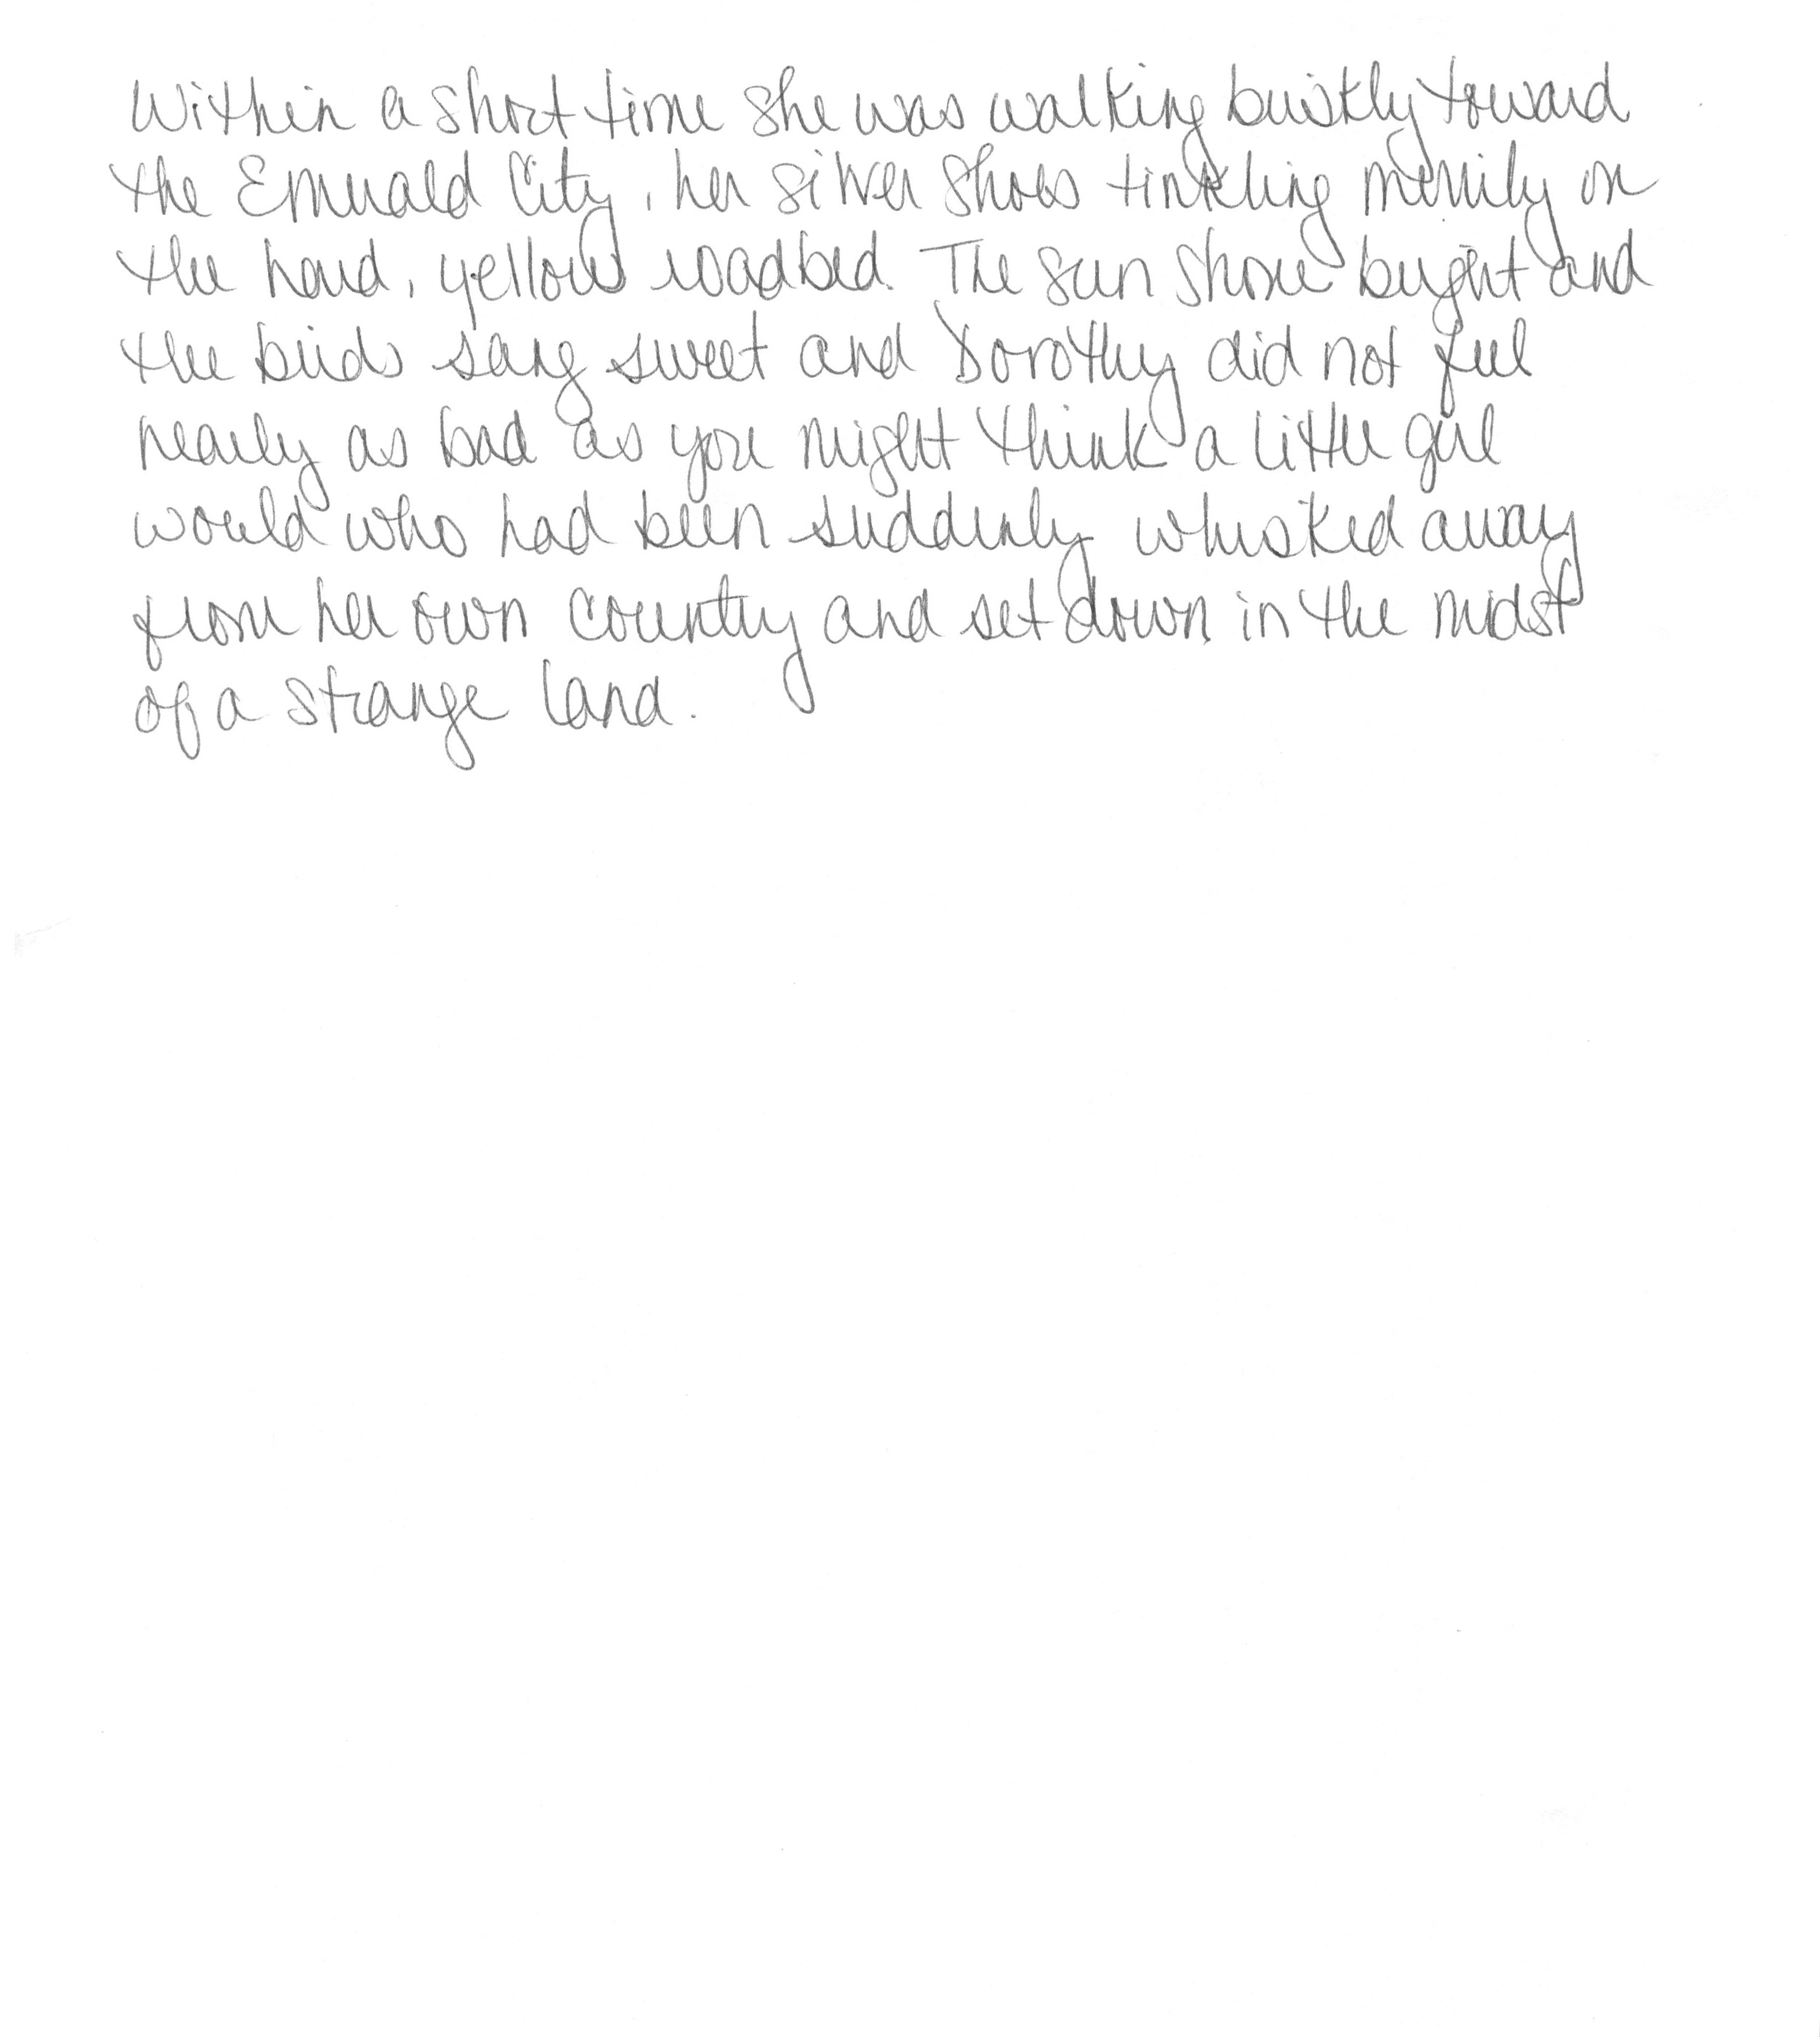 Within a short time she was walking briskly toward
the Emerald City, her silver shoes tinkling merrily on
the hard, yellow roadbed. The sun shone bright and
the birds sang sweet and Dorothy did not feel
nearly as bad as you might think a little girl
would who had been suddenly whisked away
from her own country and set down in the midst
of a strange land.